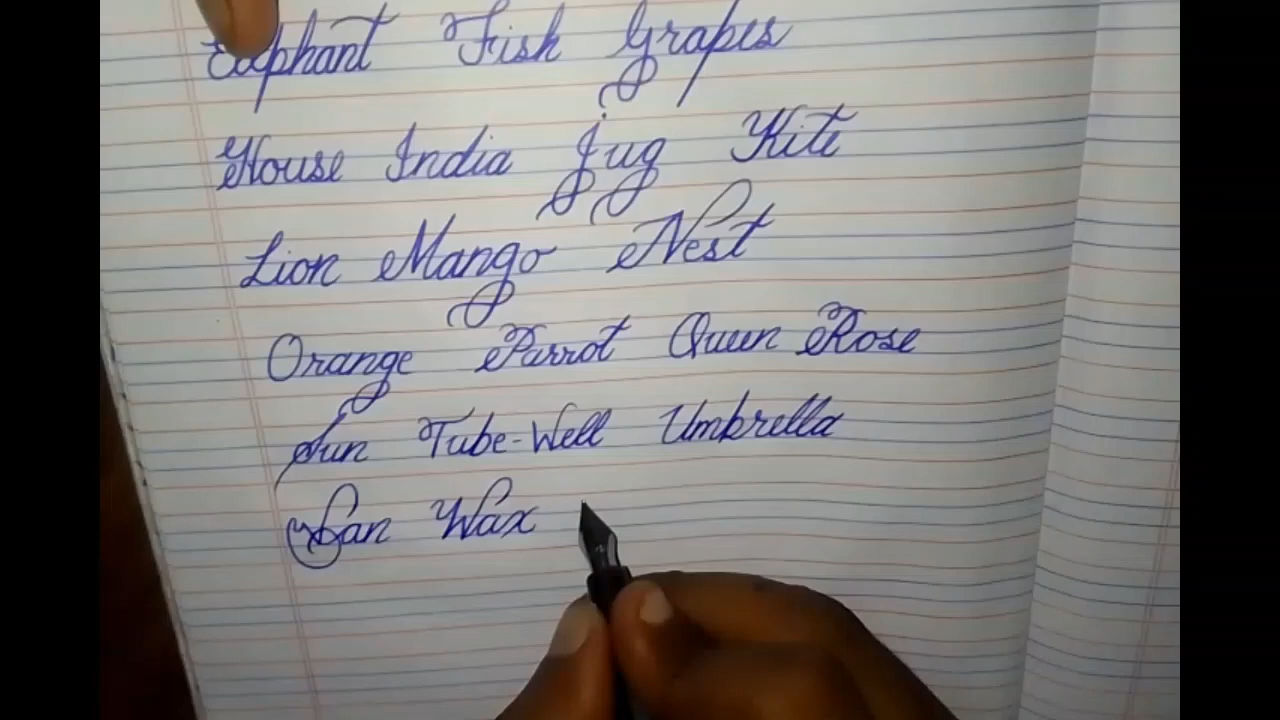 Elephant Fish Grapes
House India Jug Kite
Lion Mango Nest
Orange Parrot Queen Rose
Sun Tube-Well Umbrella
Van Wax